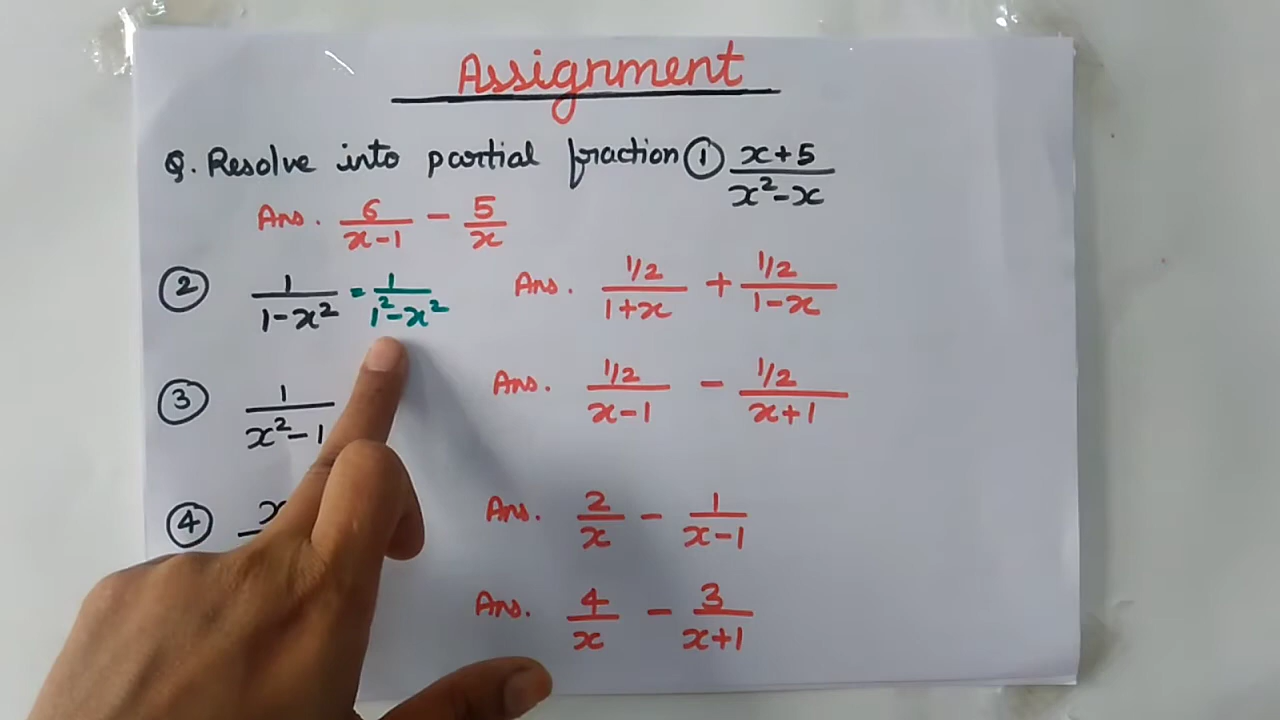 Assignment
Q. Resolve into partial fraction ① x+5 / x²-x
Ans. 6/x-1 - 5/x
② 1/1-x² = 1/1²-x² Ans. 1/2 / 1+x + 1/2 / 1-x
③ 1/x²-1 Ans. 1/2 / x-1 - 1/2 / x+1
④ Ans. 2/x - 1/x-1
Ans. 4/x - 3/x+1